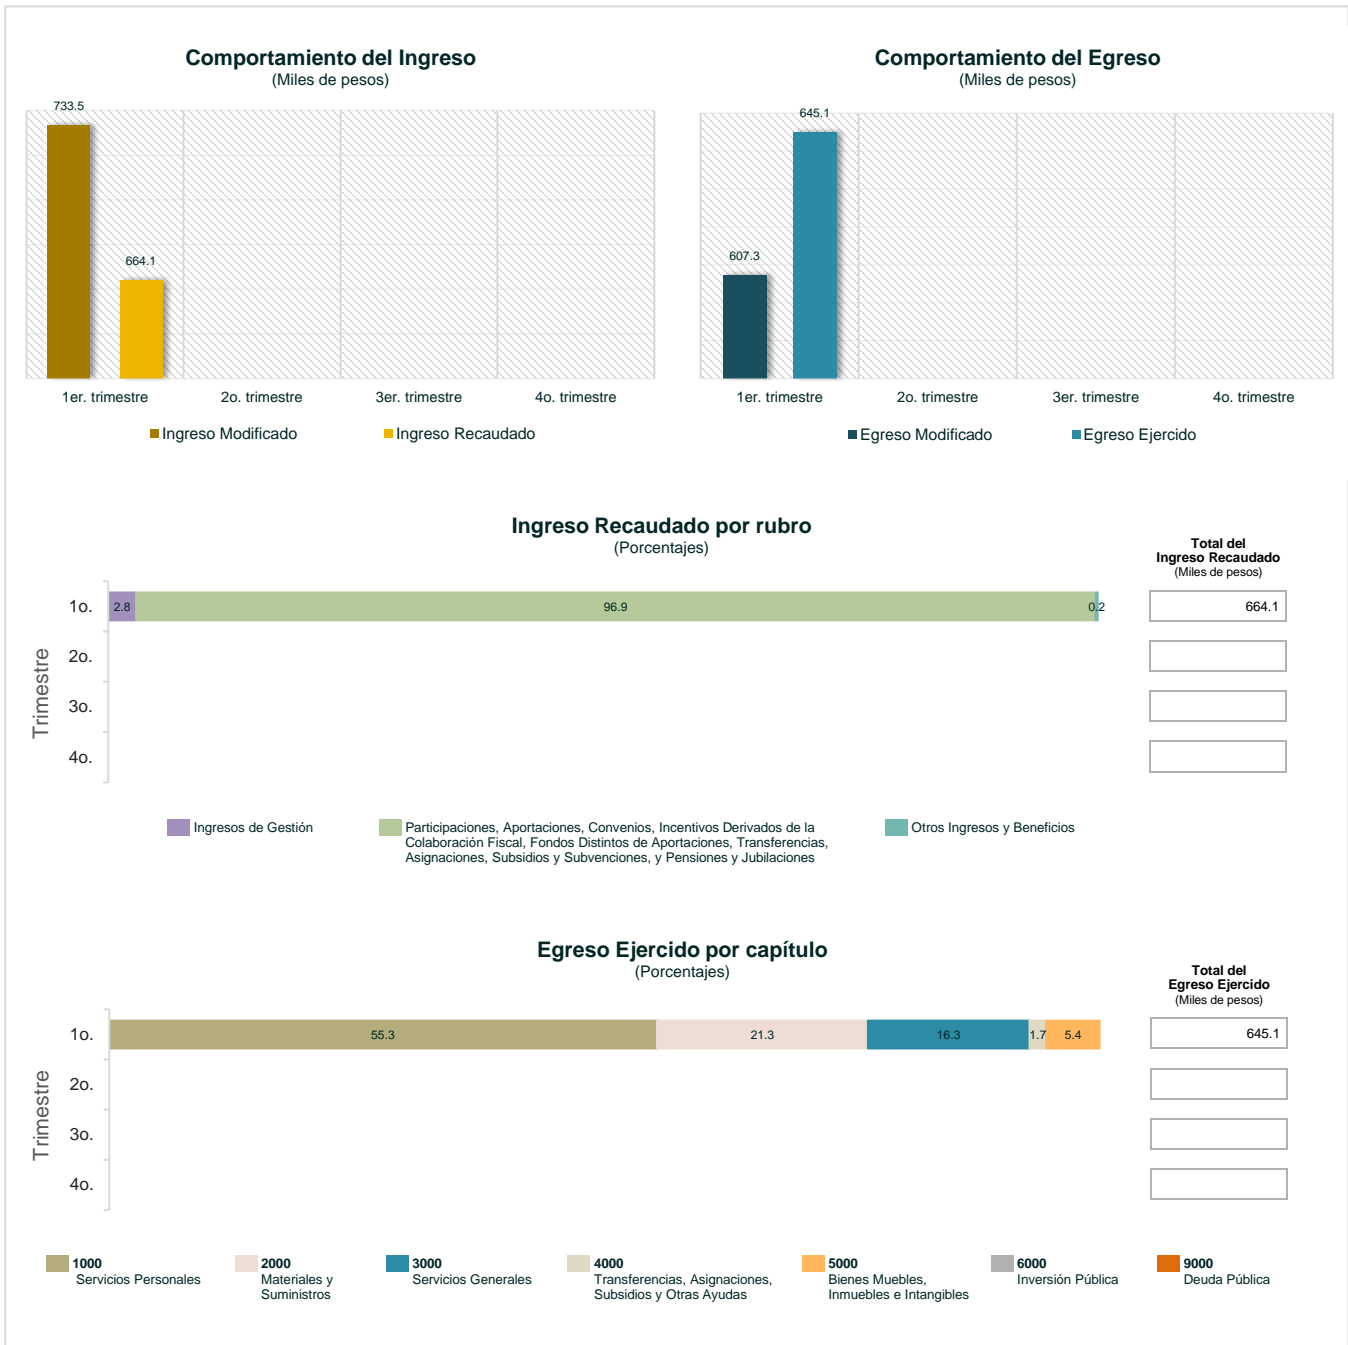 Comportamiento del Ingreso
(Miles de pesos)
733.5
664.1
1er. trimestre 2o. trimestre 3er. trimestre 4o. trimestre
Ingreso Modificado Ingreso Recaudado
Comportamiento del Egreso
(Miles de pesos)
645.1
607.3
1er. trimestre 2o. trimestre 3er. trimestre 4o. trimestre
Egreso Modificado Egreso Ejercido
Ingreso Recaudado por rubro
(Porcentajes)
Total del
Ingreso Recaudado
(Miles de pesos)
Trimestre
1o. 2.8 96.9 0.2 664.1
2o.
3o.
4o.
Ingresos de Gestión
Participaciones, Aportaciones, Convenios, Incentivos Derivados de la
Colaboración Fiscal, Fondos Distintos de Aportaciones, Transferencias,
Asignaciones, Subsidios y Subvenciones, y Pensiones y Jubilaciones
Otros Ingresos y Beneficios
Egreso Ejercido por capítulo
(Porcentajes)
Total del
Egreso Ejercido
(Miles de pesos)
Trimestre
1o. 55.3 21.3 16.3 1.7 5.4 645.1
2o.
3o.
4o.
1000
Servicios Personales
2000
Materiales y
Suministros
3000
Servicios Generales
4000
Transferencias, Asignaciones,
Subsidios y Otras Ayudas
5000
Bienes Muebles,
Inmuebles e Intangibles
6000
Inversión Pública
9000
Deuda Pública